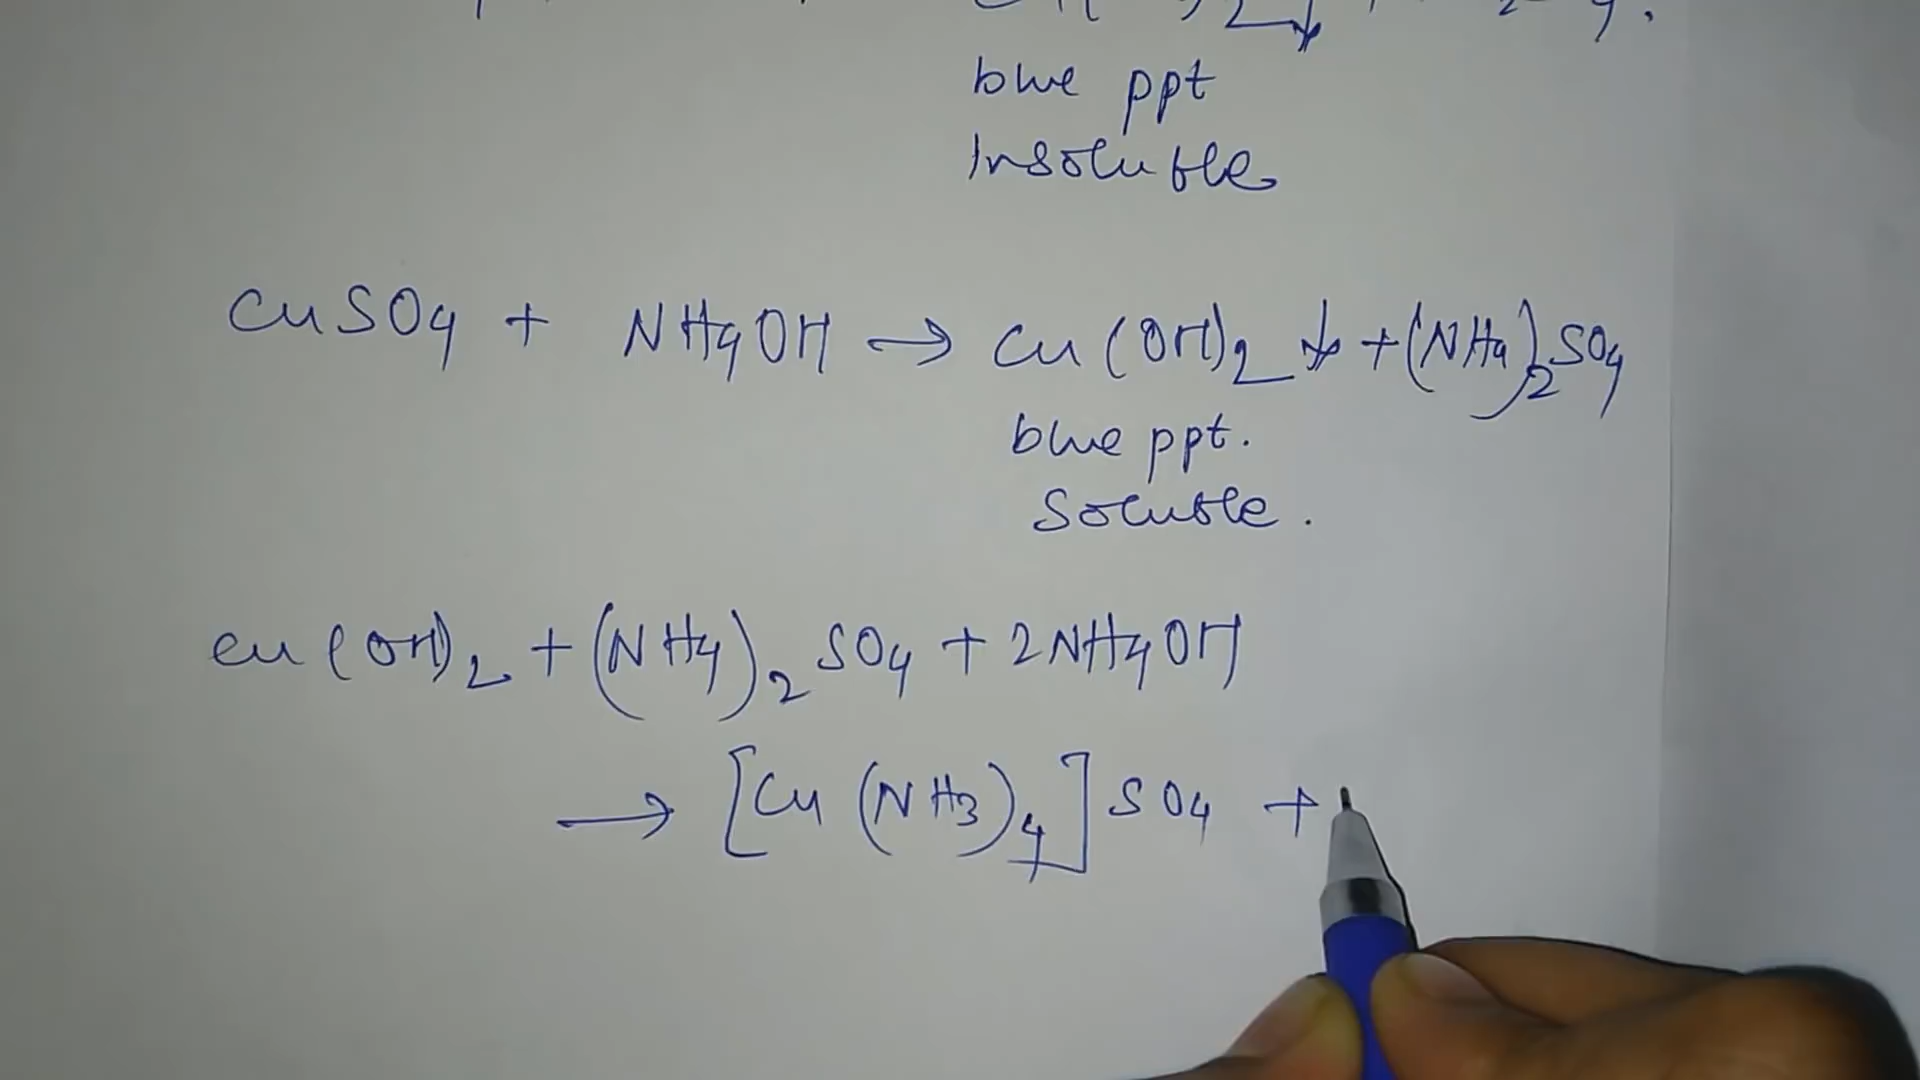 blue ppt
Insoluble
CuSO4 + NH4OH → Cu(OH)2 ↓ + (NH4)2SO4
blue ppt.
Soluble.
Cu(OH)2 + (NH4)2SO4 + 2NH4OH
→ [Cu(NH3)4]SO4 +